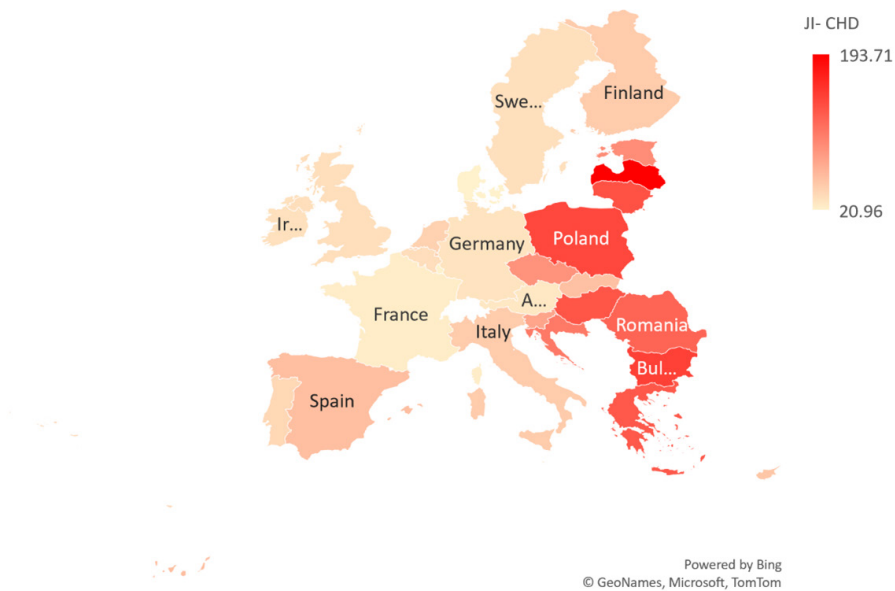 JI- CHD
193.71
20.96
Finland
Swe...
Ir...
Germany
Poland
A...
France
Romania
Italy
Bul...
Spain
Powered by Bing
© GeoNames, Microsoft, TomTom